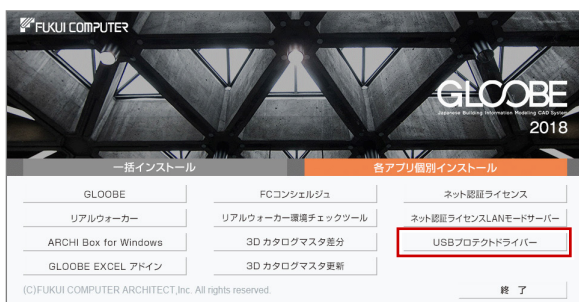 FUKUI COMPUTER
GLOOBE
Japanese Building Information Modeling CAD System
2018
一括インストール
各アプリ個別インストール
GLOOBE
FCコンシェルジュ
ネット認証ライセンス
リアルウォーカー
リアルウォーカー環境チェックツール
ネット認証ライセンスLANモードサーバー
ARCHI Box for Windows
3D カタログマスタ差分
USBプロテクトドライバー
GLOOBE EXCEL アドイン
3D カタログマスタ更新
(C)FUKUI COMPUTER ARCHITECT,Inc. All rights reserved.
終 了